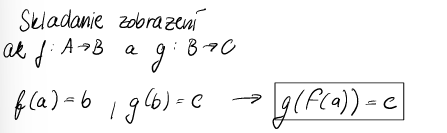 Skladanie zobrazení
ak f: A→B a g: B→C
f(a) = b, g(b) = c → g(f(a)) = c